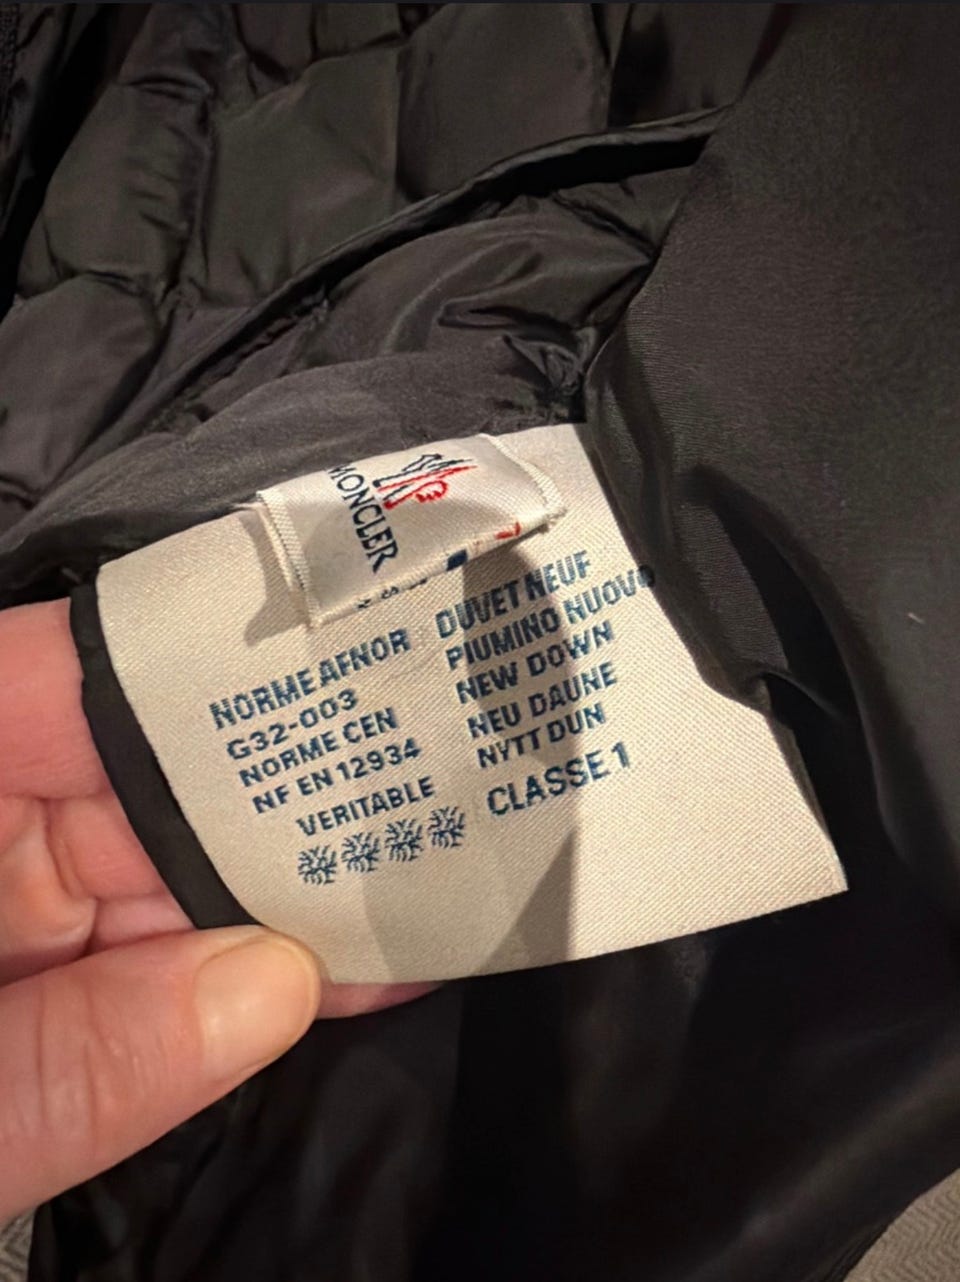 MONCLER
NORME AFNOR
G32-003
NORME CEN
NF EN 12934
VERITABLE
DUVET NEUF
PIUMINO NUOVO
NEW DOWN
NEU DAUNE
NYTT DUN
CLASSE 1